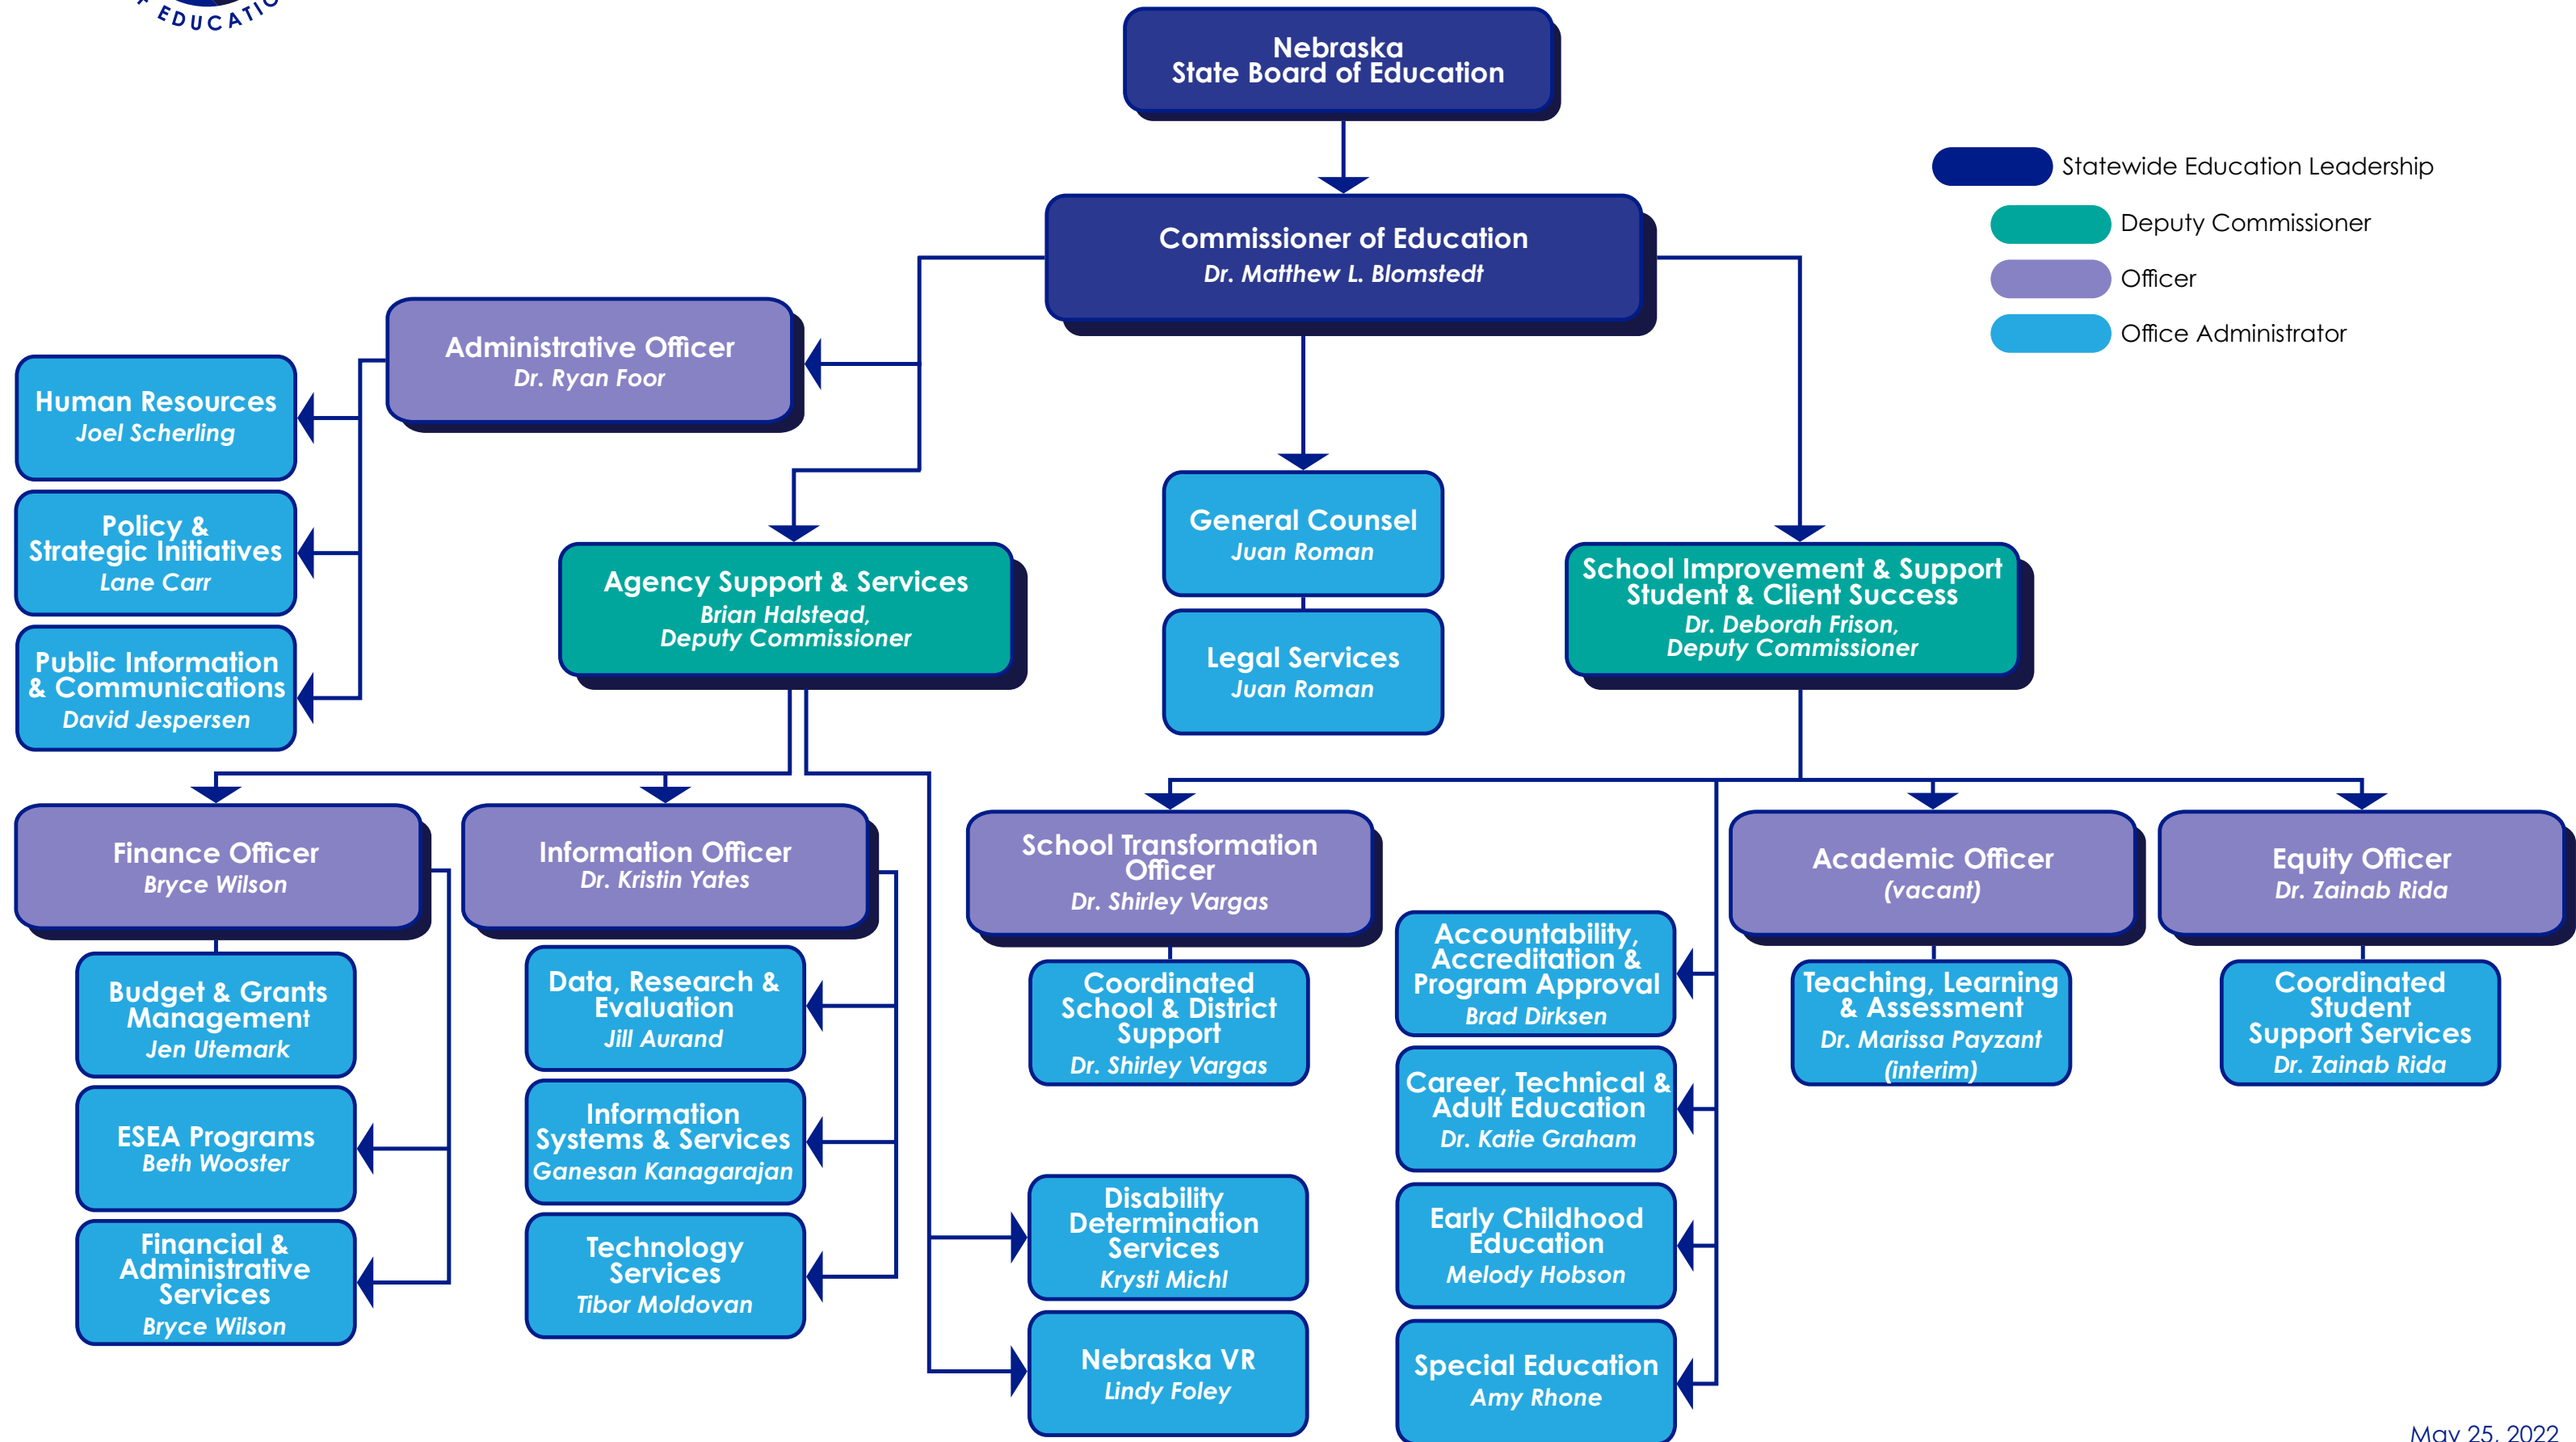 OF EDUCATIO
Nebraska
State Board of Education
Statewide Education Leadership
Deputy Commissioner
Officer
Office Administrator
Commissioner of Education
Dr. Matthew L. Blomstedt
Administrative Officer
Dr. Ryan Foor
Human Resources
Joel Scherling
Policy &
Strategic Initiatives
Lane Carr
Public Information
& Communications
David Jespersen
Agency Support & Services
Brian Halstead,
Deputy Commissioner
General Counsel
Juan Roman
Legal Services
Juan Roman
School Improvement & Support
Student & Client Success
Dr. Deborah Frison,
Deputy Commissioner
Finance Officer
Bryce Wilson
Budget & Grants
Management
Jen Utemark
ESEA Programs
Beth Wooster
Financial &
Administrative
Services
Bryce Wilson
Information Officer
Dr. Kristin Yates
Data, Research &
Evaluation
Jill Aurand
Information
Systems & Services
Ganesan Kanagarajan
Technology
Services
Tibor Moldovan
Disability
Determination
Services
Krysti Michl
Nebraska VR
Lindy Foley
School Transformation
Officer
Dr. Shirley Vargas
Coordinated
School & District
Support
Dr. Shirley Vargas
Accountability,
Accreditation &
Program Approval
Brad Dirksen
Career, Technical &
Adult Education
Dr. Katie Graham
Early Childhood
Education
Melody Hobson
Special Education
Amy Rhone
Academic Officer
(vacant)
Teaching, Learning
& Assessment
Dr. Marissa Payzant
(interim)
Equity Officer
Dr. Zainab Rida
Coordinated
Student
Support Services
Dr. Zainab Rida
May 25, 2022